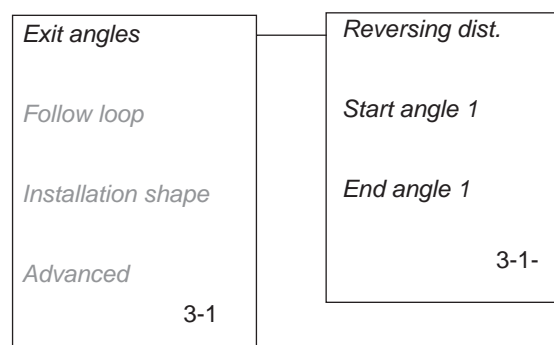 Exit angles
Follow loop
Installation shape
Advanced
3-1
Reversing dist.
Start angle 1
End angle 1
3-1-